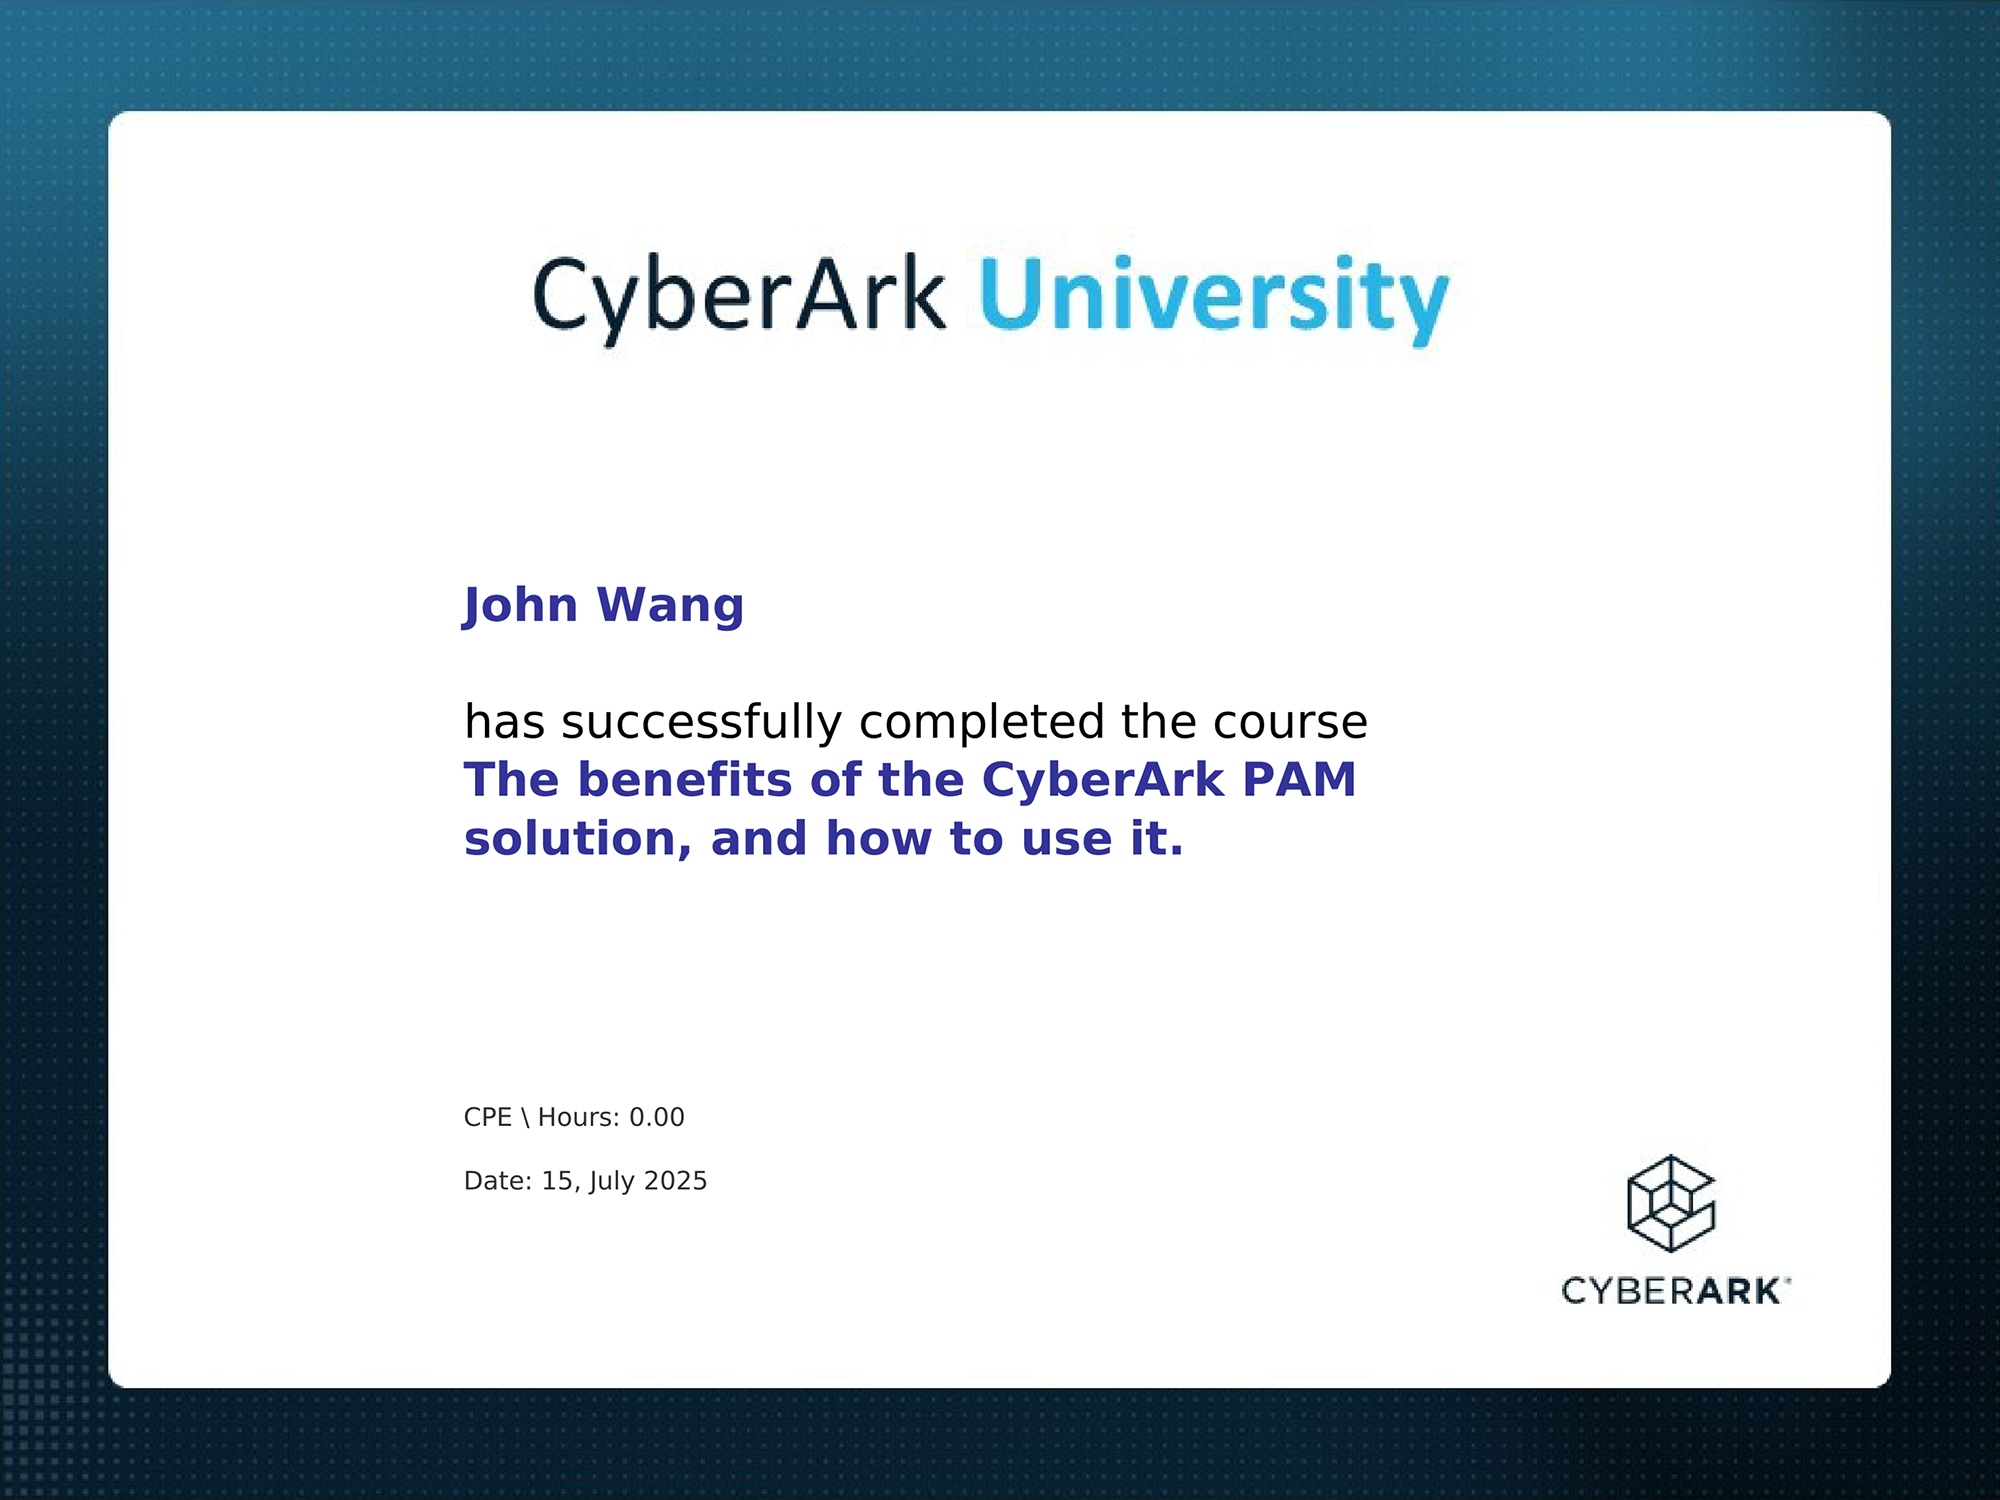 CyberArk University
John Wang
has successfully completed the course
The benefits of the CyberArk PAM
solution, and how to use it.
CPE \ Hours: 0.00
Date: 15, July 2025
CYBERARK®